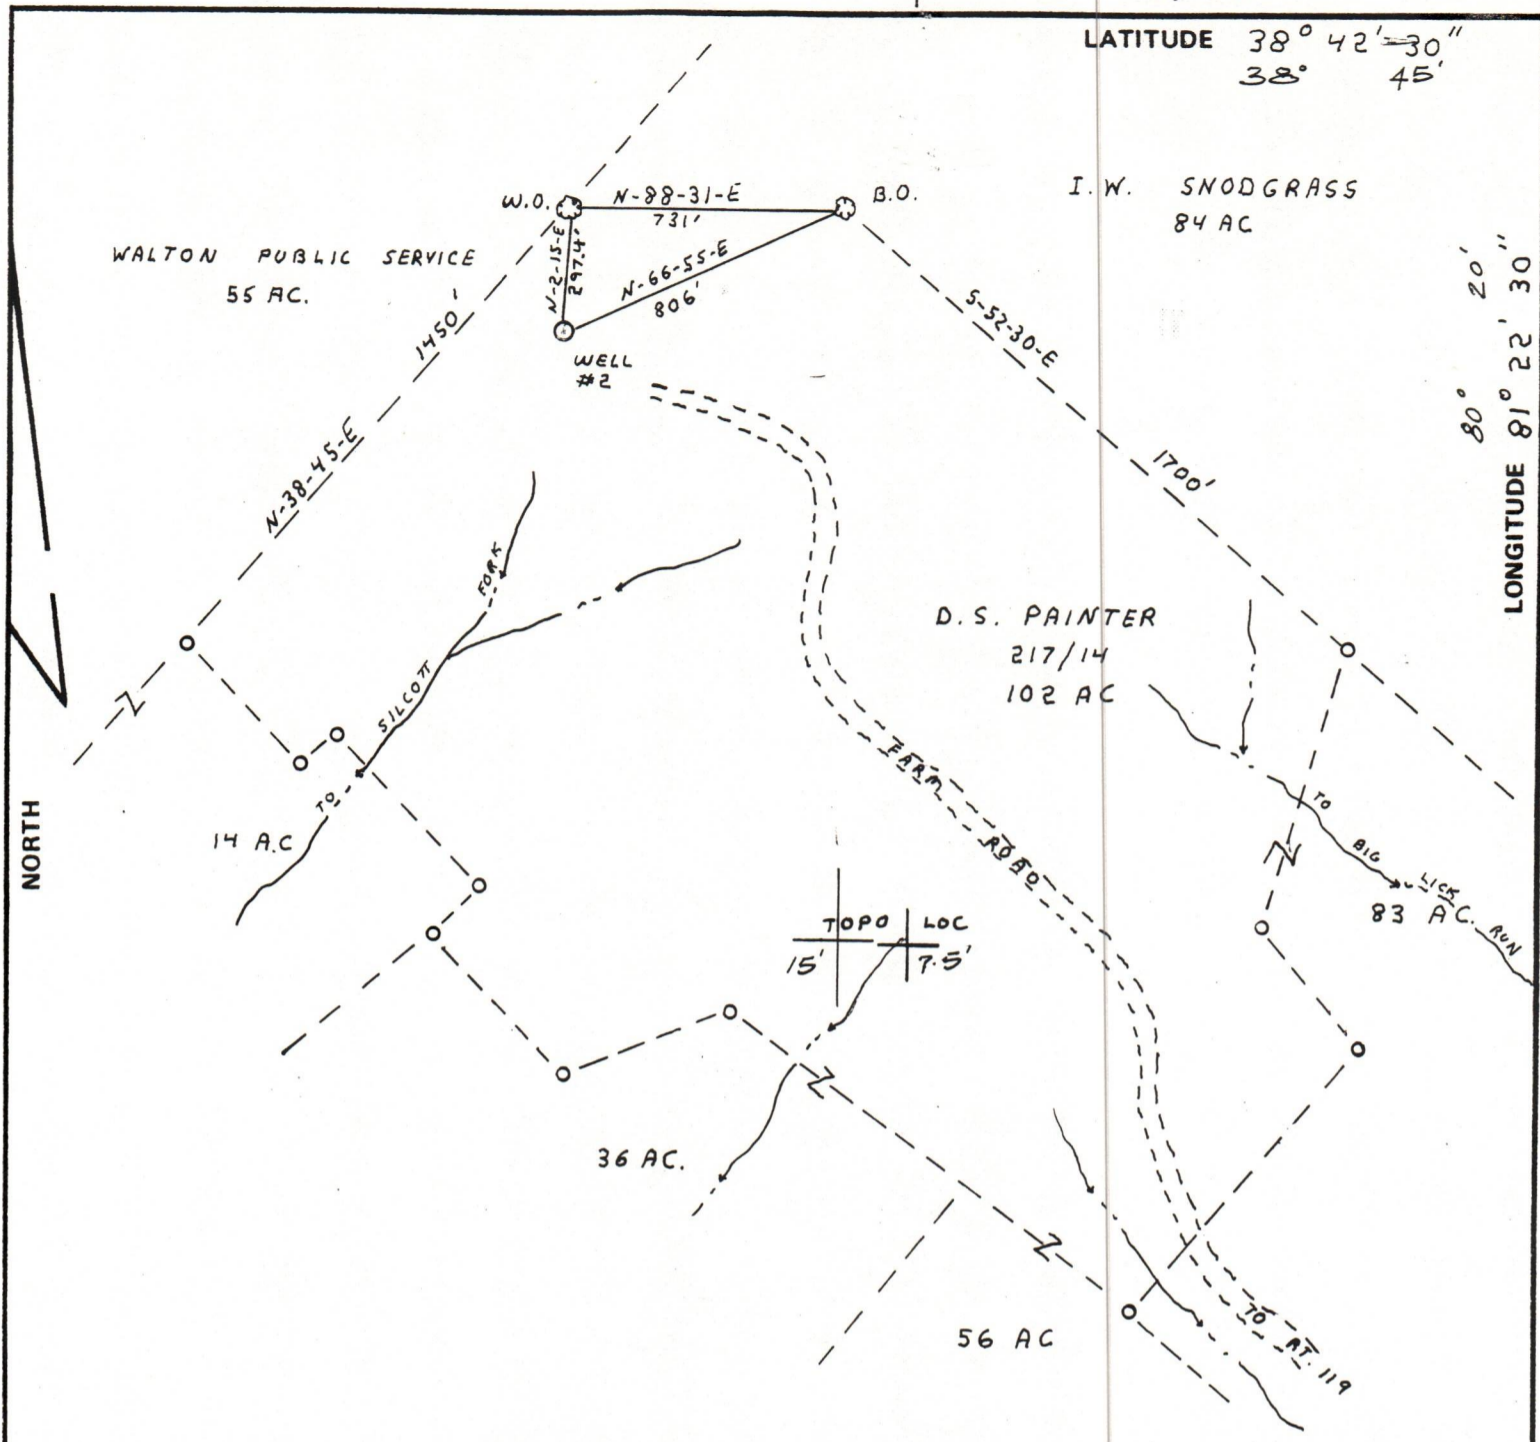 LATITUDE 38° 42'-30"
38° 45'
I. W. SNODGRASS
84 AC
W.O.
N-88-31-E
731'
B.O.
N-2-15-E
297.4'
N-66-55-E
806'
WELL
#2
WALTON PUBLIC SERVICE
55 AC.
1450'
N-38-45-E
S-52-30-E
1700'
80° 20'
LONGITUDE 81° 22' 30"
D.S. PAINTER
217/14
102 AC
TO SILCOTT FORK
14 A.C
NORTH
FARM ROAD
TO BIG LICK RUN
83 AC.
TOPO LOC
15' 7.5'
36 AC.
56 AC
TO RT. 119